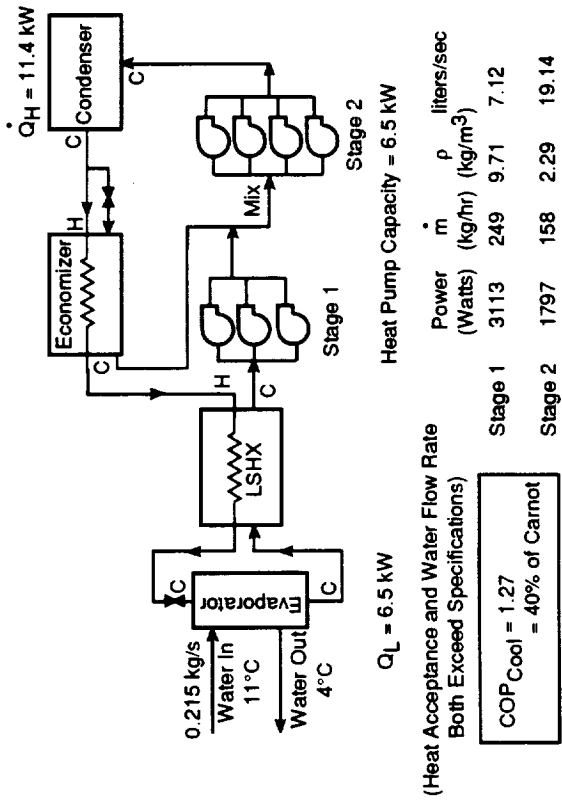 Q̇H = 11.4 kW
Condenser
C
C
H
Economizer
C
Mix
Stage 2
Stage 1
H
C
LSHX
C
Evaporator
C
0.215 kg/s
Water In
11°C
Water Out
4°C
QL = 6.5 kW
Heat Pump Capacity = 6.5 kW
(Heat Acceptance and Water Flow Rate
Both Exceed Specifications)
COPCool = 1.27
= 40% of Carnot
Power ṁ ρ liters/sec
(Watts) (kg/hr) (kg/m3)
Stage 1 3113 249 9.71 7.12
Stage 2 1797 158 2.29 19.14